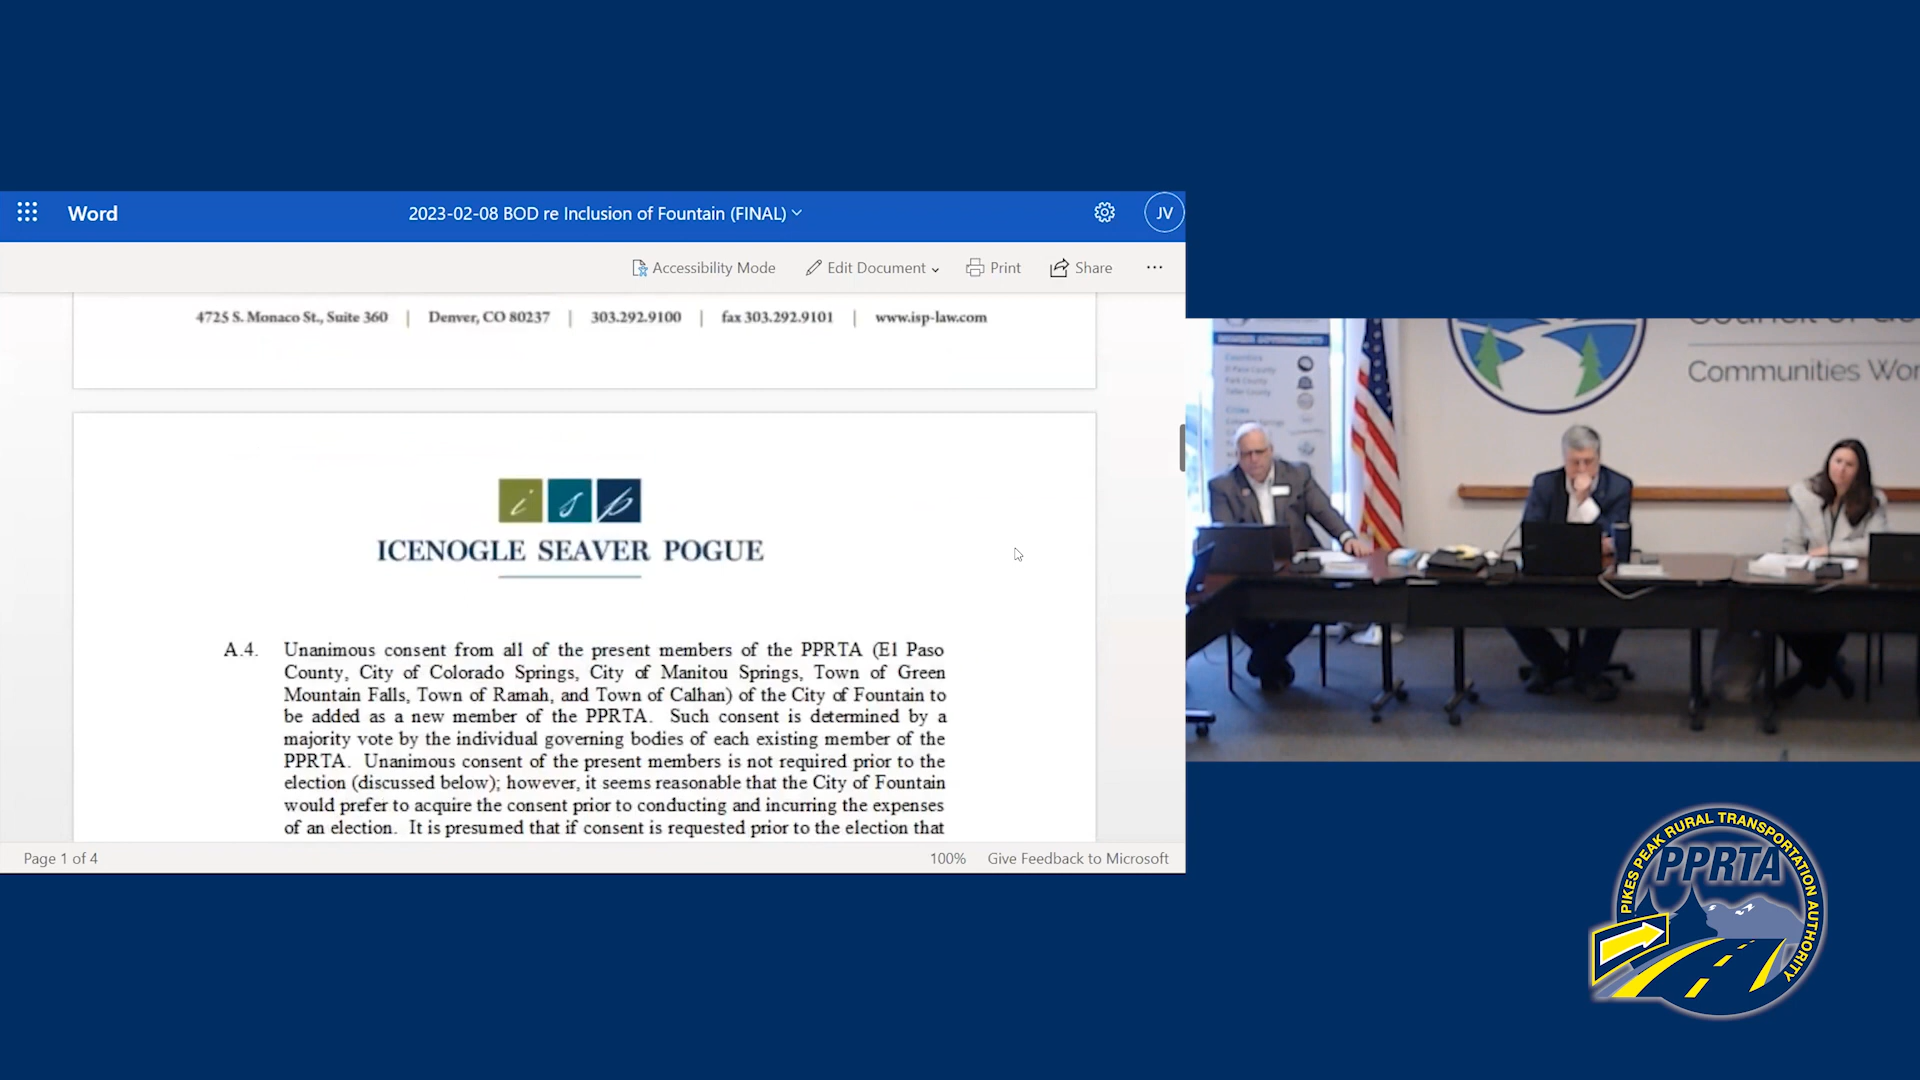 Word
2023-02-08 BOD re Inclusion of Fountain (FINAL)
JV
Accessibility Mode
Edit Document
Print
Share
4725 S. Monaco St., Suite 360 | Denver, CO 80237 | 303.292.9100 | fax 303.292.9101 | www.isp-law.com
i s p
ICENOGLE SEAVER POGUE
A.4. Unanimous consent from all of the present members of the PPRTA (El Paso
County, City of Colorado Springs, City of Manitou Springs, Town of Green
Mountain Falls, Town of Ramah, and Town of Calhan) of the City of Fountain to
be added as a new member of the PPRTA. Such consent is determined by a
majority vote by the individual governing bodies of each existing member of the
PPRTA. Unanimous consent of the present members is not required prior to the
election (discussed below); however, it seems reasonable that the City of Fountain
would prefer to acquire the consent prior to conducting and incurring the expenses
of an election. It is presumed that if consent is requested prior to the election that
Page 1 of 4
100%
Give Feedback to Microsoft
Communities Wor
PIKES PEAK RURAL TRANSPORTATION AUTHORITY
PPRTA